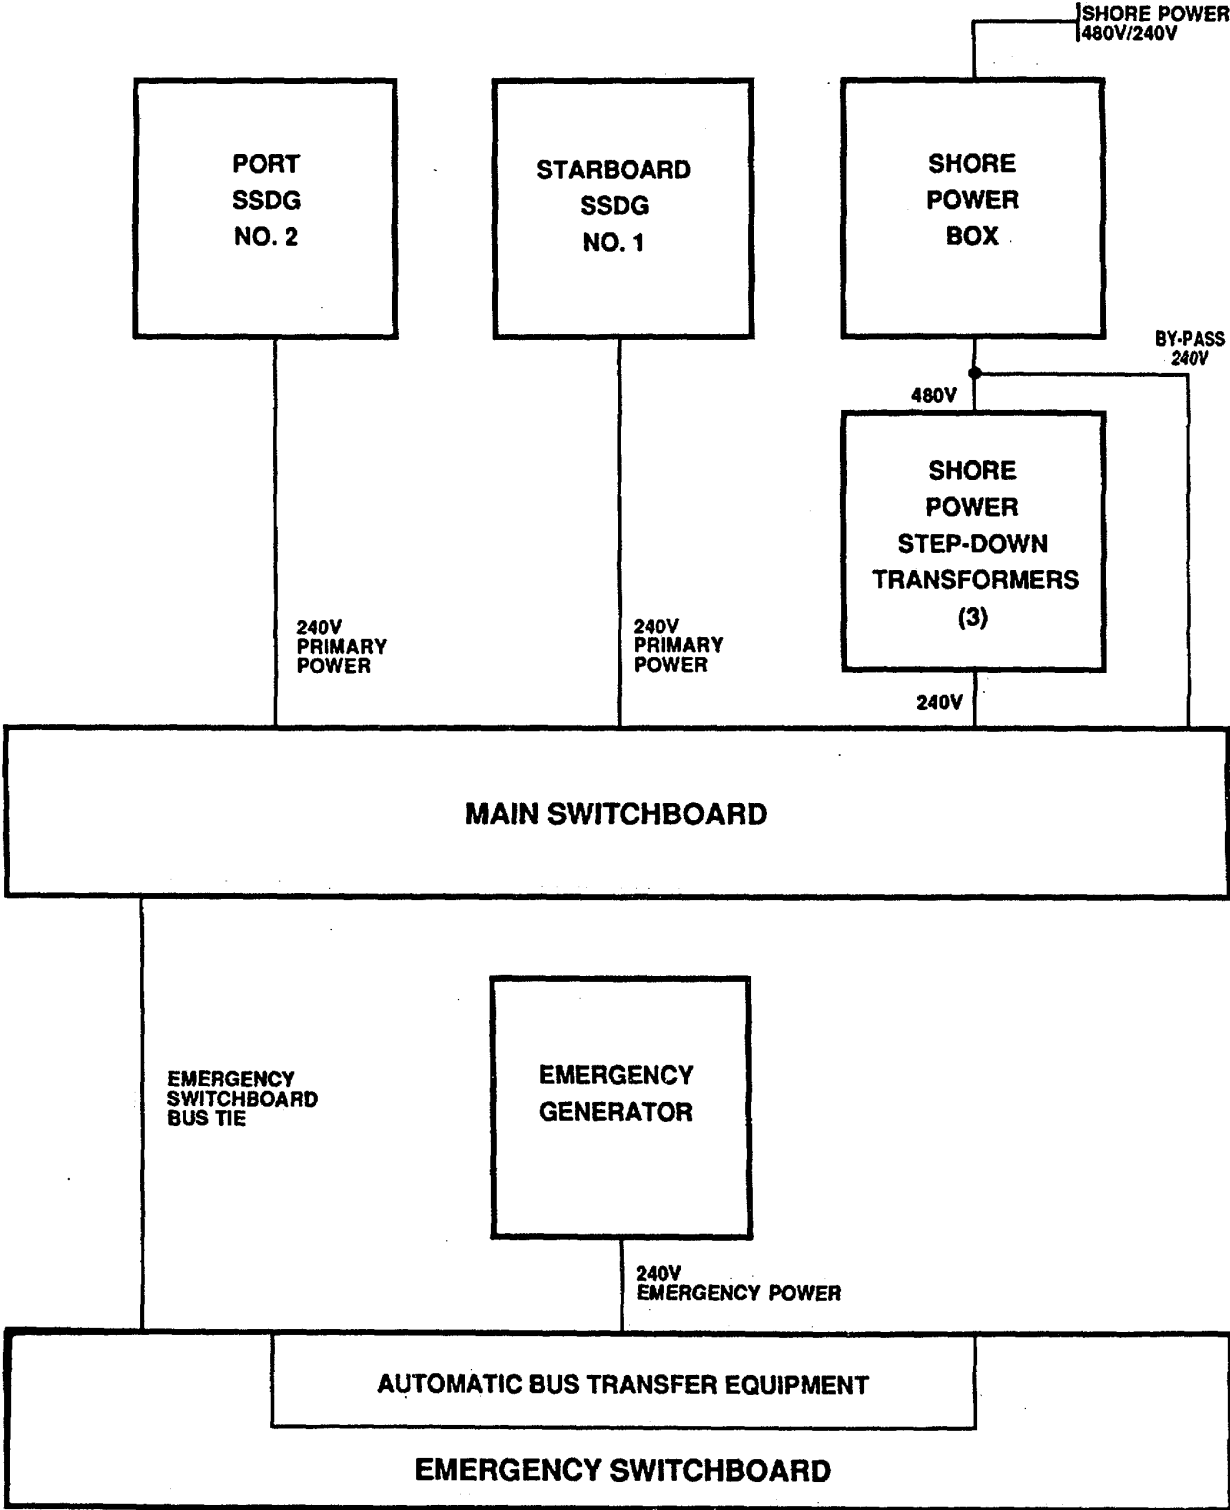 SHORE POWER
480V/240V
PORT
SSDG
NO. 2
STARBOARD
SSDG
NO. 1
SHORE
POWER
BOX
BY-PASS
240V
480V
SHORE
POWER
STEP-DOWN
TRANSFORMERS
(3)
240V
PRIMARY
POWER
240V
PRIMARY
POWER
240V
MAIN SWITCHBOARD
EMERGENCY
SWITCHBOARD
BUS TIE
EMERGENCY
GENERATOR
240V
EMERGENCY POWER
AUTOMATIC BUS TRANSFER EQUIPMENT
EMERGENCY SWITCHBOARD